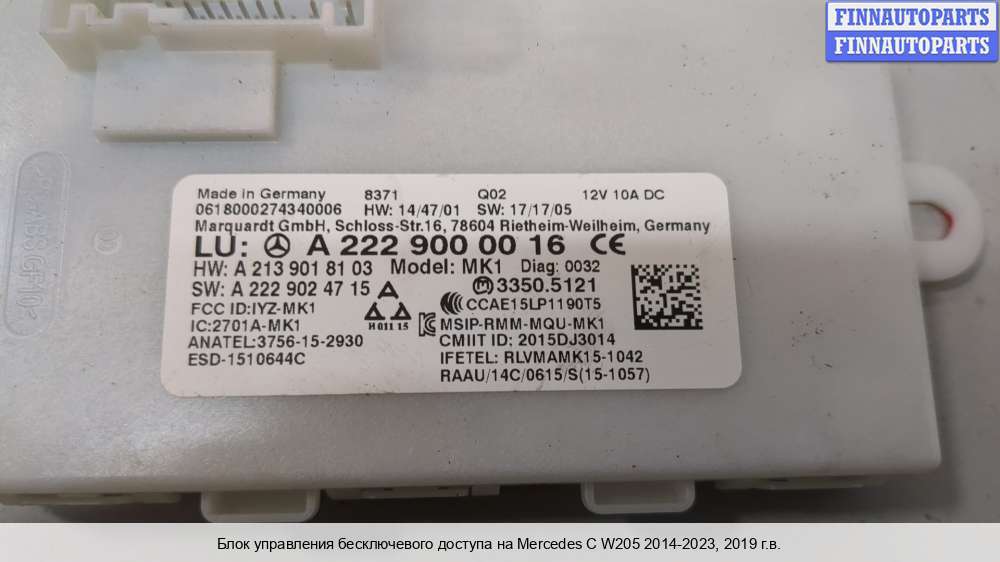 FINNAUTOPARTS
FINNAUTOPARTS
Made in Germany 8371 Q02 12V 10A DC
0618000274340006 HW: 14/47/01 SW: 17/17/05
Marquardt GmbH, Schloss-Str.16, 78604 Rietheim-Weilheim, Germany
LU: A 222 900 00 16 CE
HW: A 213 901 81 03 Model: MK1 Diag: 0032
SW: A 222 902 47 15 3350.5121
FCC ID:IYZ-MK1 CCAE15LP1190T5
IC:2701A-MK1 H 011 15 MSIP-RMM-MQU-MK1
ANATEL:3756-15-2930 CMIIT ID: 2015DJ3014
ESD-1510644C IFETEL: RLVMAMK15-1042
RAAU/14C/0615/S(15-1057)
Блок управления бесключевого доступа на Mercedes C W205 2014-2023, 2019 г.в.